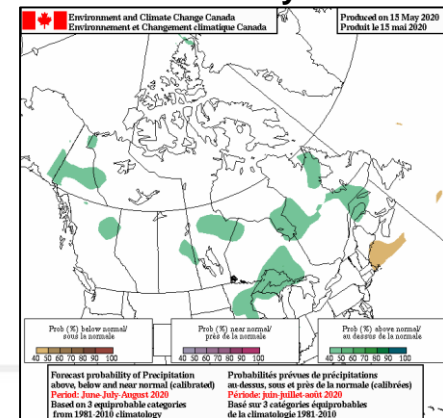 Environment and Climate Change Canada
Environnement et Changement climatique Canada
Produced on 15 May 2020
Produit le 15 mai 2020
Prob (%) below normal/
sous la normale
40 50 60 70 80 90 100
Prob (%) near normal/
près de la normale
40 50 60 70 80 90 100
Prob (%) above normal/
au dessus la normale
40 50 60 70 80 90 100
Forecast probability of Precipitation
above, below and near normal (calibrated)
Period: June-July-August 2020
Based on 3 equiprobable categories
from 1981-2010 climatology
Probabilités prévues de précipitations
au-dessus, sous et près de la normale (calibrées)
Période: juin-juillet-août 2020
Basé sur 3 catégories équiprobables
de la climatologie 1981-2010